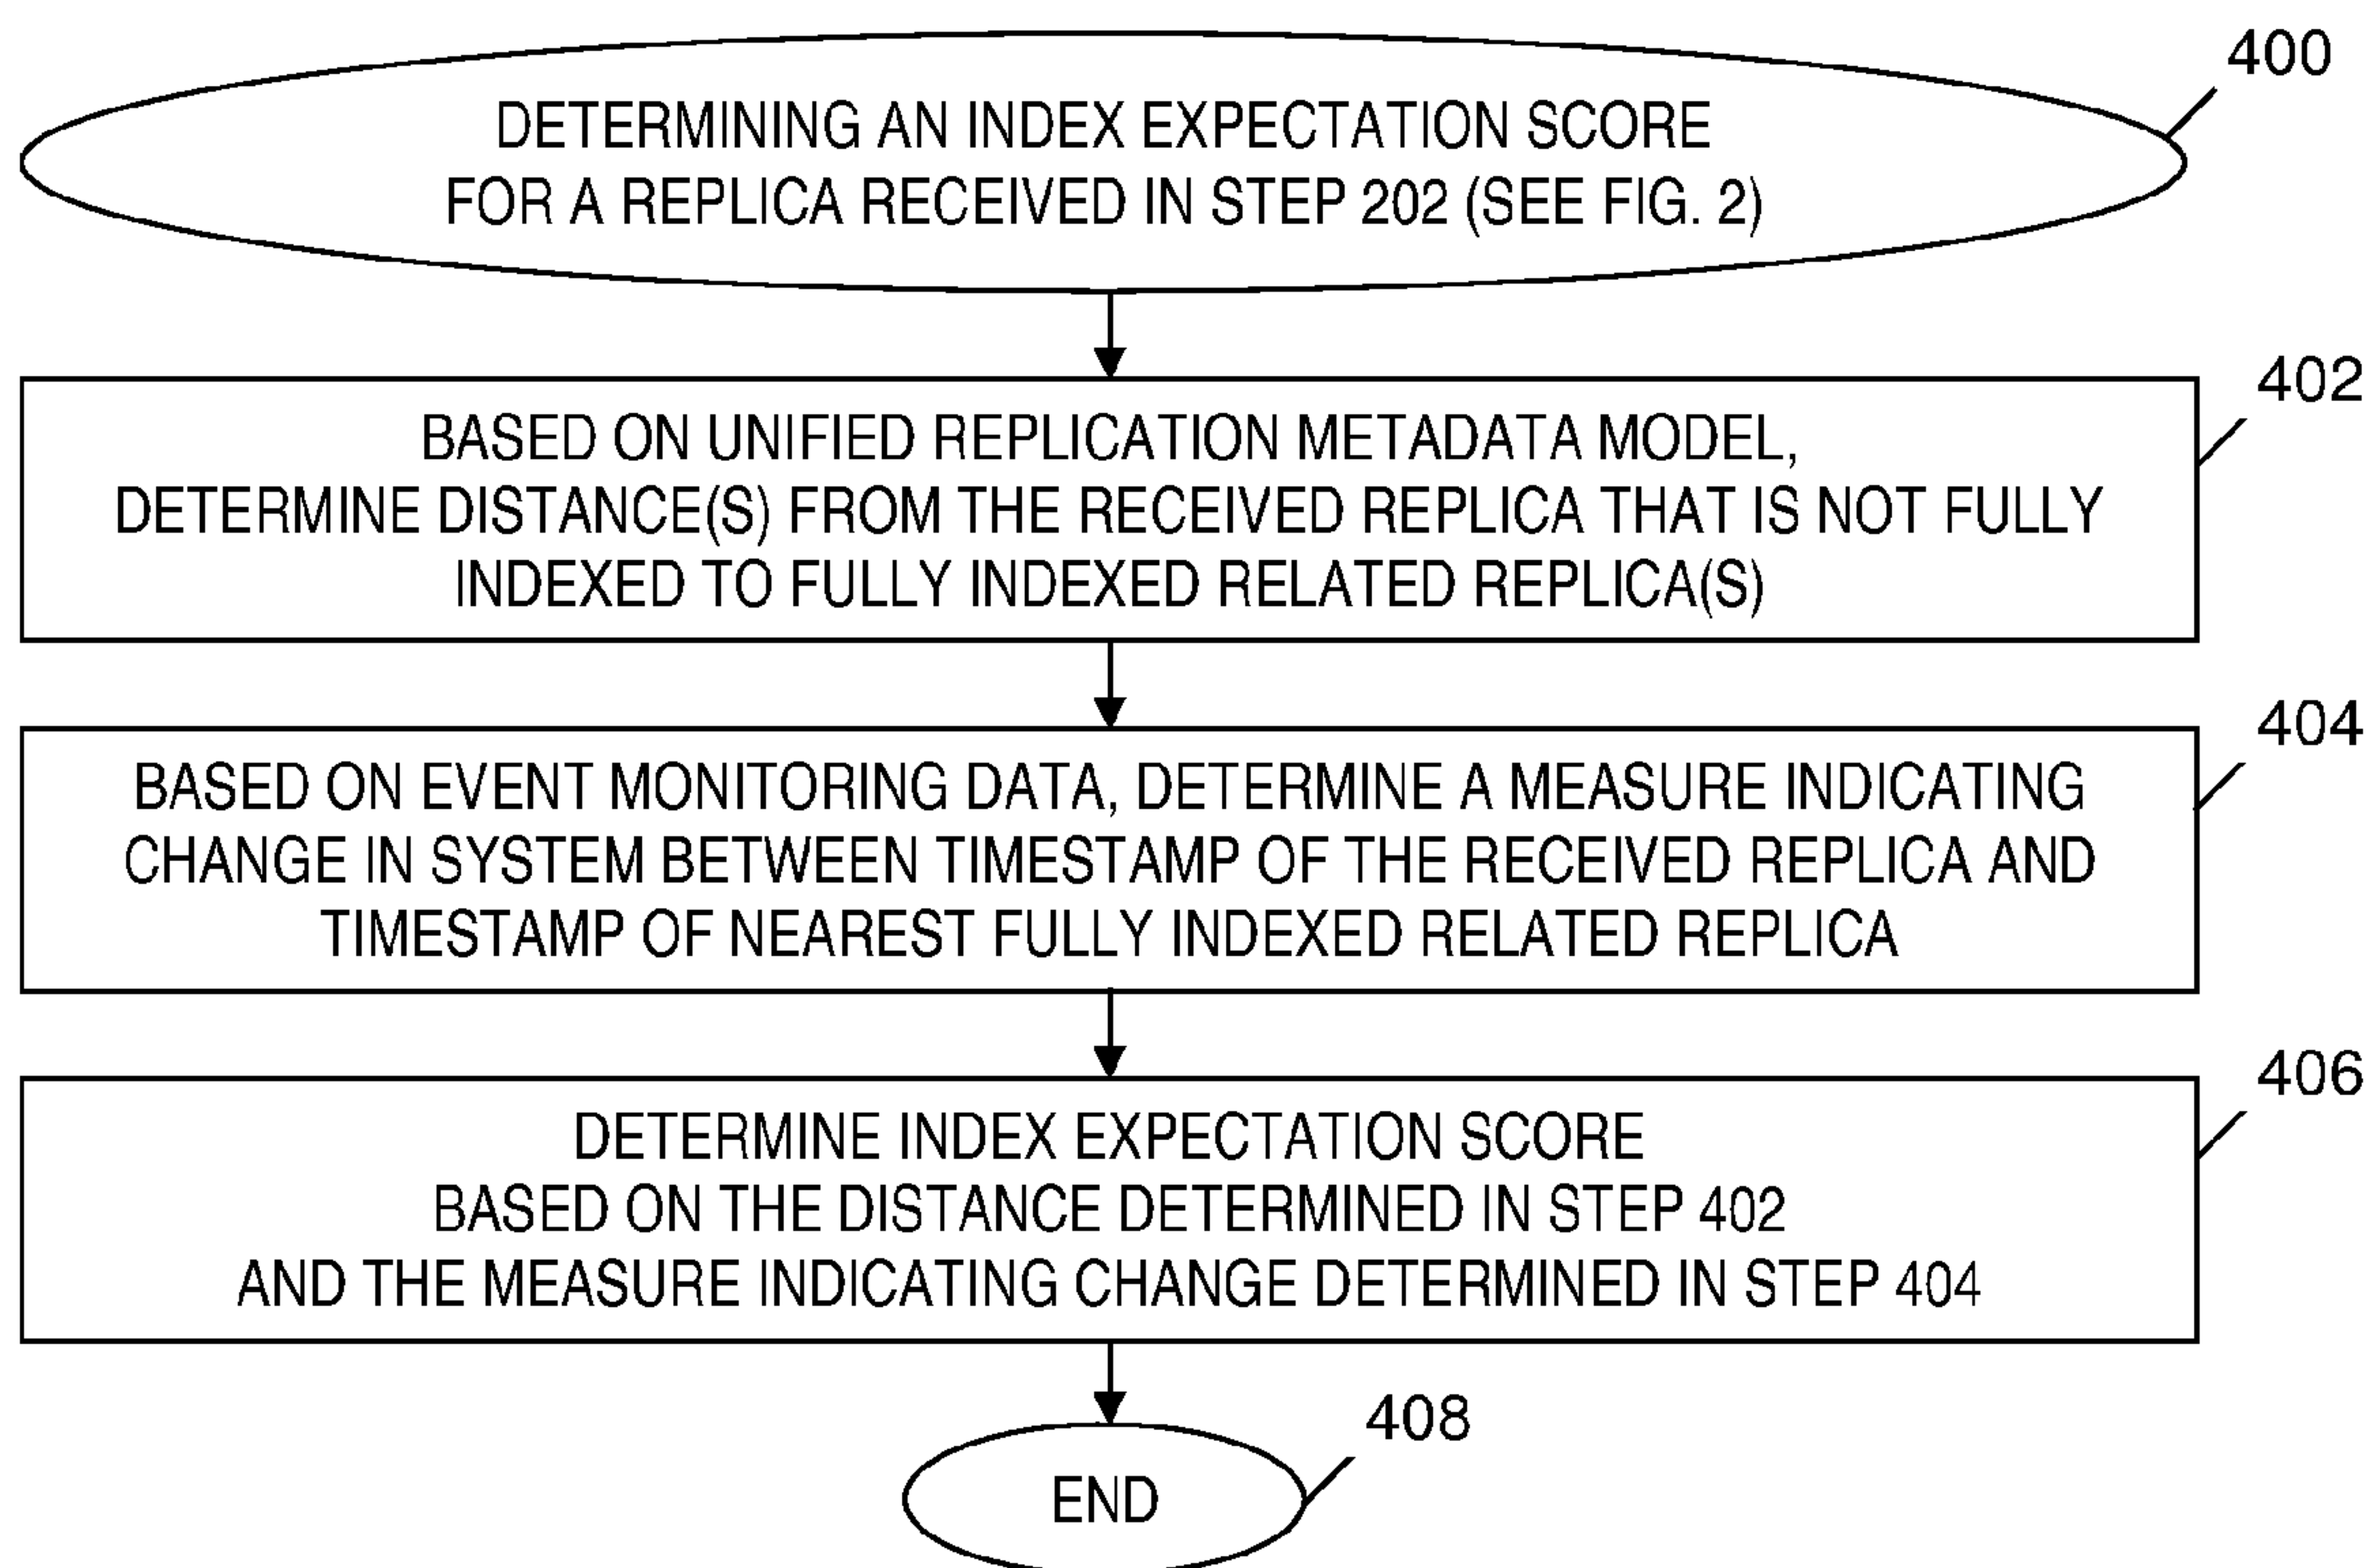 400
DETERMINING AN INDEX EXPECTATION SCORE
FOR A REPLICA RECEIVED IN STEP 202 (SEE FIG. 2)
402
BASED ON UNIFIED REPLICATION METADATA MODEL,
DETERMINE DISTANCE(S) FROM THE RECEIVED REPLICA THAT IS NOT FULLY
INDEXED TO FULLY INDEXED RELATED REPLICA(S)
404
BASED ON EVENT MONITORING DATA, DETERMINE A MEASURE INDICATING
CHANGE IN SYSTEM BETWEEN TIMESTAMP OF THE RECEIVED REPLICA AND
TIMESTAMP OF NEAREST FULLY INDEXED RELATED REPLICA
406
DETERMINE INDEX EXPECTATION SCORE
BASED ON THE DISTANCE DETERMINED IN STEP 402
AND THE MEASURE INDICATING CHANGE DETERMINED IN STEP 404
408
END